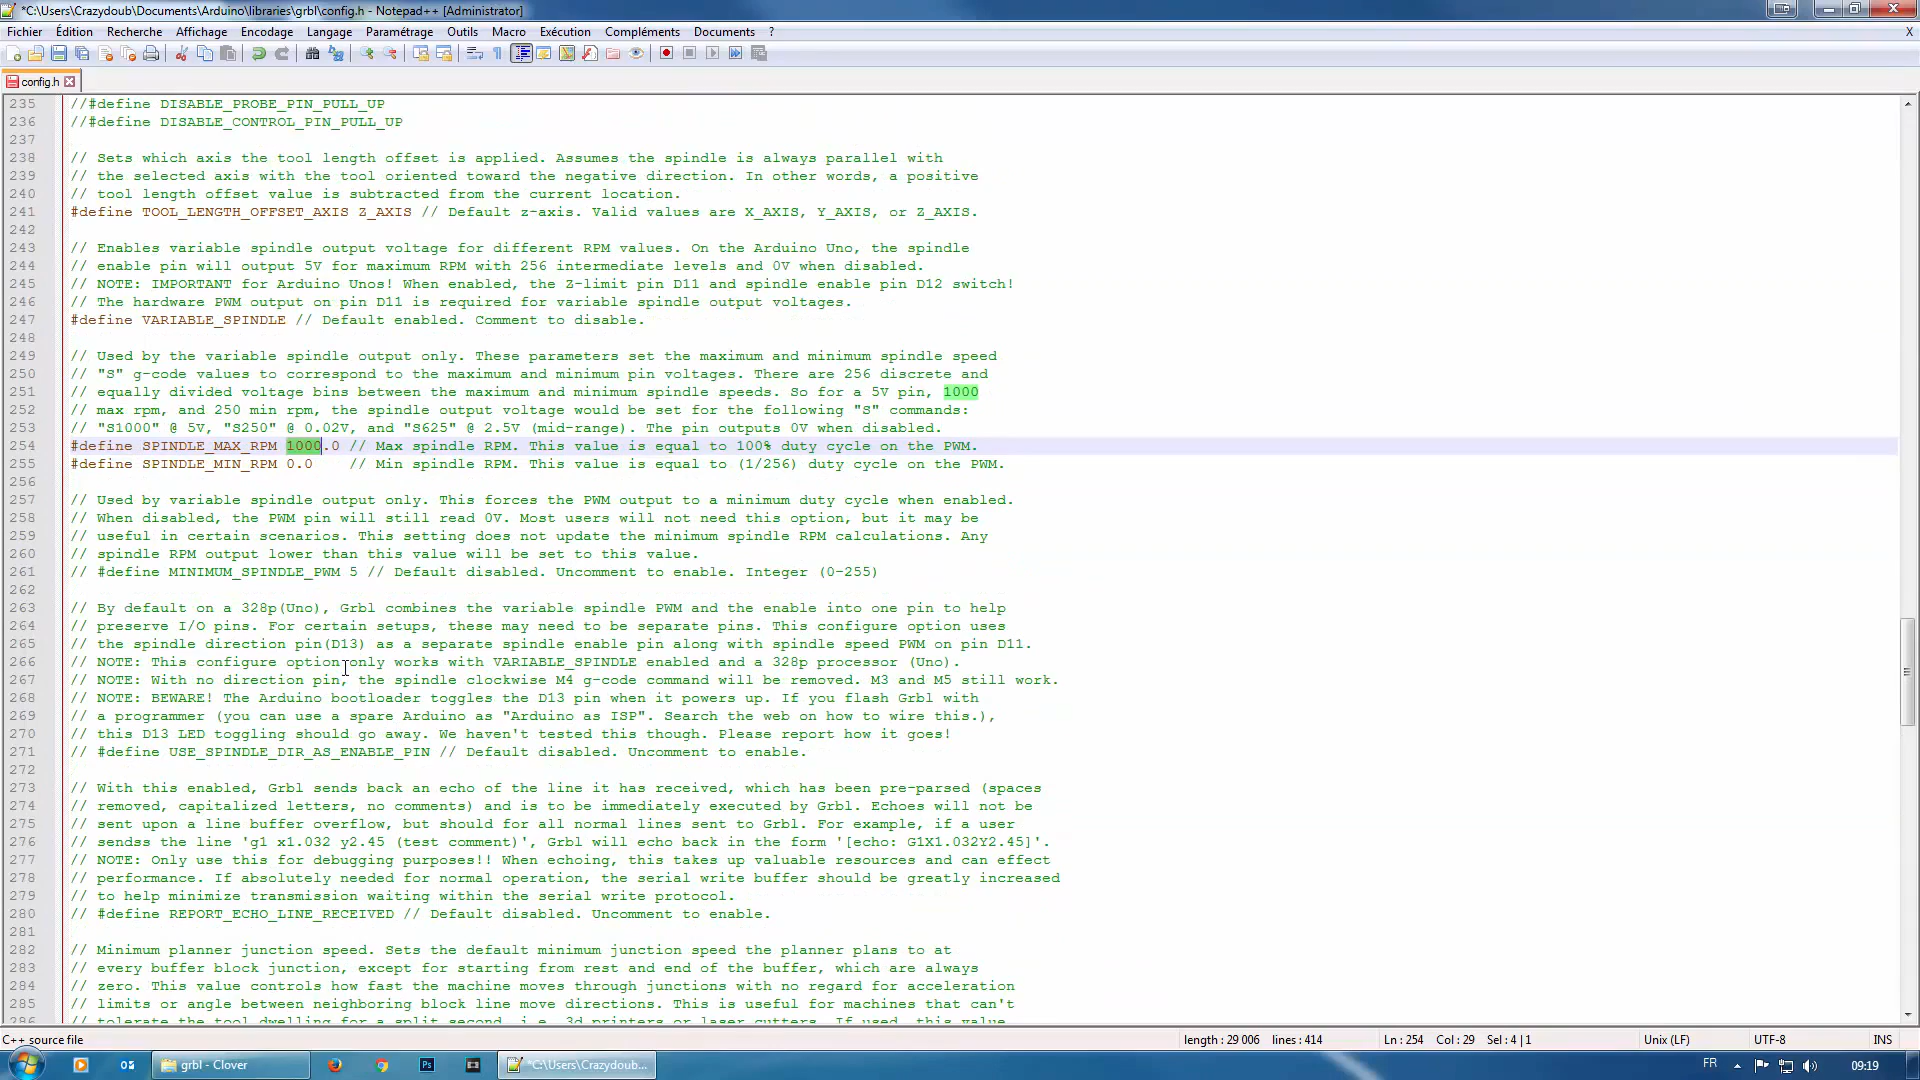 *C:\Users\Crazydoub\Documents\Arduino\libraries\grbl\config.h - Notepad++ [Administrator]
Fichier Édition Recherche Affichage Encodage Langage Paramétrage Outils Macro Exécution Compléments Documents ? X
config.h
235 //#define DISABLE_PROBE_PIN_PULL_UP
236 //#define DISABLE_CONTROL_PIN_PULL_UP
237
238 // Sets which axis the tool length offset is applied. Assumes the spindle is always parallel with
239 // the selected axis with the tool oriented toward the negative direction. In other words, a positive
240 // tool length offset value is subtracted from the current location.
241 #define TOOL_LENGTH_OFFSET_AXIS Z_AXIS // Default z-axis. Valid values are X_AXIS, Y_AXIS, or Z_AXIS.
242
243 // Enables variable spindle output voltage for different RPM values. On the Arduino Uno, the spindle
244 // enable pin will output 5V for maximum RPM with 256 intermediate levels and 0V when disabled.
245 // NOTE: IMPORTANT for Arduino Unos! When enabled, the Z-limit pin D11 and spindle enable pin D12 switch!
246 // The hardware PWM output on pin D11 is required for variable spindle output voltages.
247 #define VARIABLE_SPINDLE // Default enabled. Comment to disable.
248
249 // Used by the variable spindle output only. These parameters set the maximum and minimum spindle speed
250 // "S" g-code values to correspond to the maximum and minimum pin voltages. There are 256 discrete and
251 // equally divided voltage bins between the maximum and minimum spindle speeds. So for a 5V pin, 1000
252 // max rpm, and 250 min rpm, the spindle output voltage would be set for the following "S" commands:
253 // "S1000" @ 5V, "S250" @ 0.02V, and "S625" @ 2.5V (mid-range). The pin outputs 0V when disabled.
254 #define SPINDLE_MAX_RPM 1000.0 // Max spindle RPM. This value is equal to 100% duty cycle on the PWM.
255 #define SPINDLE_MIN_RPM 0.0 // Min spindle RPM. This value is equal to (1/256) duty cycle on the PWM.
256
257 // Used by variable spindle output only. This forces the PWM output to a minimum duty cycle when enabled.
258 // When disabled, the PWM pin will still read 0V. Most users will not need this option, but it may be
259 // useful in certain scenarios. This setting does not update the minimum spindle RPM calculations. Any
260 // spindle RPM output lower than this value will be set to this value.
261 // #define MINIMUM_SPINDLE_PWM 5 // Default disabled. Uncomment to enable. Integer (0-255)
262
263 // By default on a 328p(Uno), Grbl combines the variable spindle PWM and the enable into one pin to help
264 // preserve I/O pins. For certain setups, these may need to be separate pins. This configure option uses
265 // the spindle direction pin(D13) as a separate spindle enable pin along with spindle speed PWM on pin D11.
266 // NOTE: This configure option only works with VARIABLE_SPINDLE enabled and a 328p processor (Uno).
267 // NOTE: With no direction pin, the spindle clockwise M4 g-code command will be removed. M3 and M5 still work.
268 // NOTE: BEWARE! The Arduino bootloader toggles the D13 pin when it powers up. If you flash Grbl with
269 // a programmer (you can use a spare Arduino as "Arduino as ISP". Search the web on how to wire this.),
270 // this D13 LED toggling should go away. We haven't tested this though. Please report how it goes!
271 // #define USE_SPINDLE_DIR_AS_ENABLE_PIN // Default disabled. Uncomment to enable.
272
273 // With this enabled, Grbl sends back an echo of the line it has received, which has been pre-parsed (spaces
274 // removed, capitalized letters, no comments) and is to be immediately executed by Grbl. Echoes will not be
275 // sent upon a line buffer overflow, but should for all normal lines sent to Grbl. For example, if a user
276 // sendss the line 'g1 x1.032 y2.45 (test comment)', Grbl will echo back in the form '[echo: G1X1.032Y2.45]'.
277 // NOTE: Only use this for debugging purposes!! When echoing, this takes up valuable resources and can effect
278 // performance. If absolutely needed for normal operation, the serial write buffer should be greatly increased
279 // to help minimize transmission waiting within the serial write protocol.
280 // #define REPORT_ECHO_LINE_RECEIVED // Default disabled. Uncomment to enable.
281
282 // Minimum planner junction speed. Sets the default minimum junction speed the planner plans to at
283 // every buffer block junction, except for starting from rest and end of the buffer, which are always
284 // zero. This value controls how fast the machine moves through junctions with no regard for acceleration
285 // limits or angle between neighboring block line move directions. This is useful for machines that can't
286 // tolerate the tool dwelling for a split second, i.e. 3d printers or laser cutters. If used, this value
C++ source file length : 29 006 lines : 414 Ln : 254 Col : 29 Sel : 4 | 1 Unix (LF) UTF-8 INS
grbl - Clover *C:\Users\Crazydoub... FR 09:19